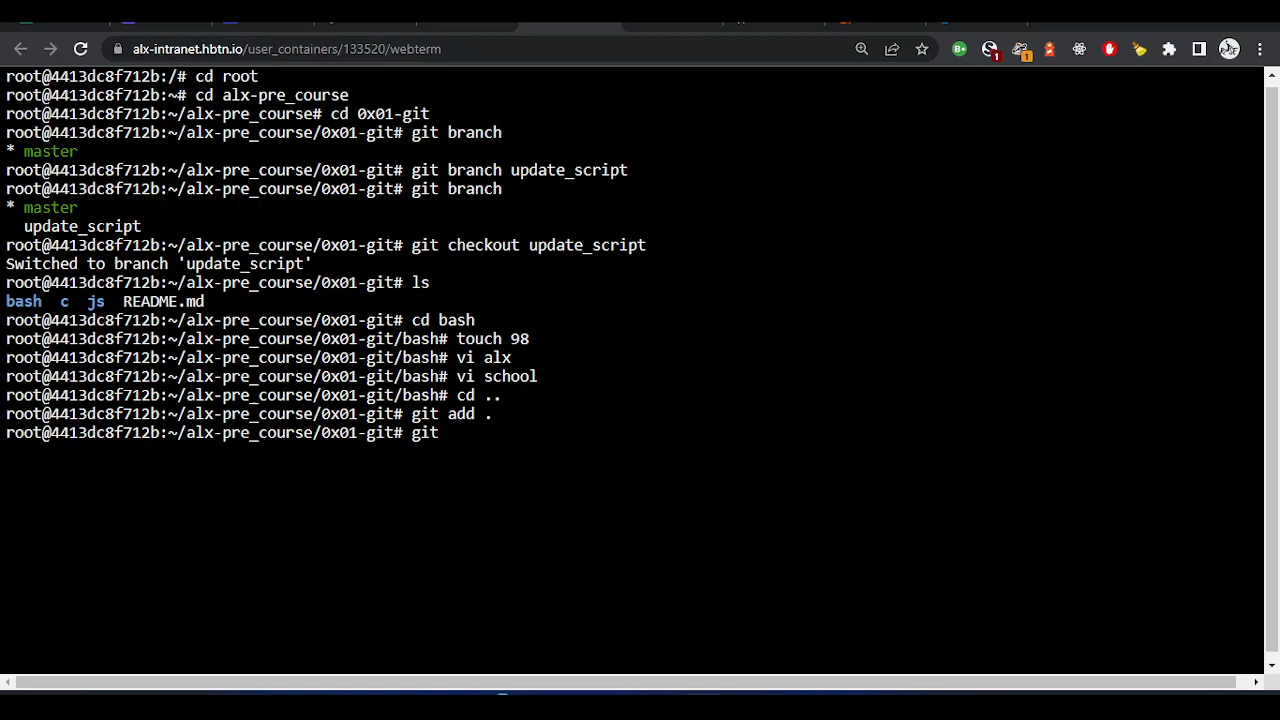 alx-intranet.hbtn.io/user_containers/133520/webterm
B+
1
1
root@4413dc8f712b:/# cd root
root@4413dc8f712b:~# cd alx-pre_course
root@4413dc8f712b:~/alx-pre_course# cd 0x01-git
root@4413dc8f712b:~/alx-pre_course/0x01-git# git branch
* master
root@4413dc8f712b:~/alx-pre_course/0x01-git# git branch update_script
root@4413dc8f712b:~/alx-pre_course/0x01-git# git branch
* master
  update_script
root@4413dc8f712b:~/alx-pre_course/0x01-git# git checkout update_script
Switched to branch 'update_script'
root@4413dc8f712b:~/alx-pre_course/0x01-git# ls
bash  c  js  README.md
root@4413dc8f712b:~/alx-pre_course/0x01-git# cd bash
root@4413dc8f712b:~/alx-pre_course/0x01-git/bash# touch 98
root@4413dc8f712b:~/alx-pre_course/0x01-git/bash# vi alx
root@4413dc8f712b:~/alx-pre_course/0x01-git/bash# vi school
root@4413dc8f712b:~/alx-pre_course/0x01-git/bash# cd ..
root@4413dc8f712b:~/alx-pre_course/0x01-git# git add .
root@4413dc8f712b:~/alx-pre_course/0x01-git# git